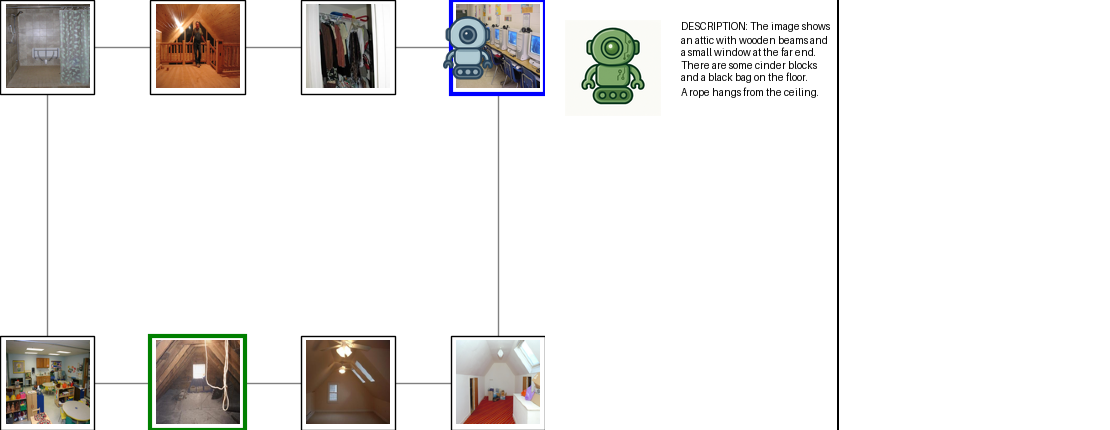 DESCRIPTION: The image shows
an attic with wooden beams and
a small window at the far end.
There are some cinder blocks
and a black bag on the floor.
A rope hangs from the ceiling.